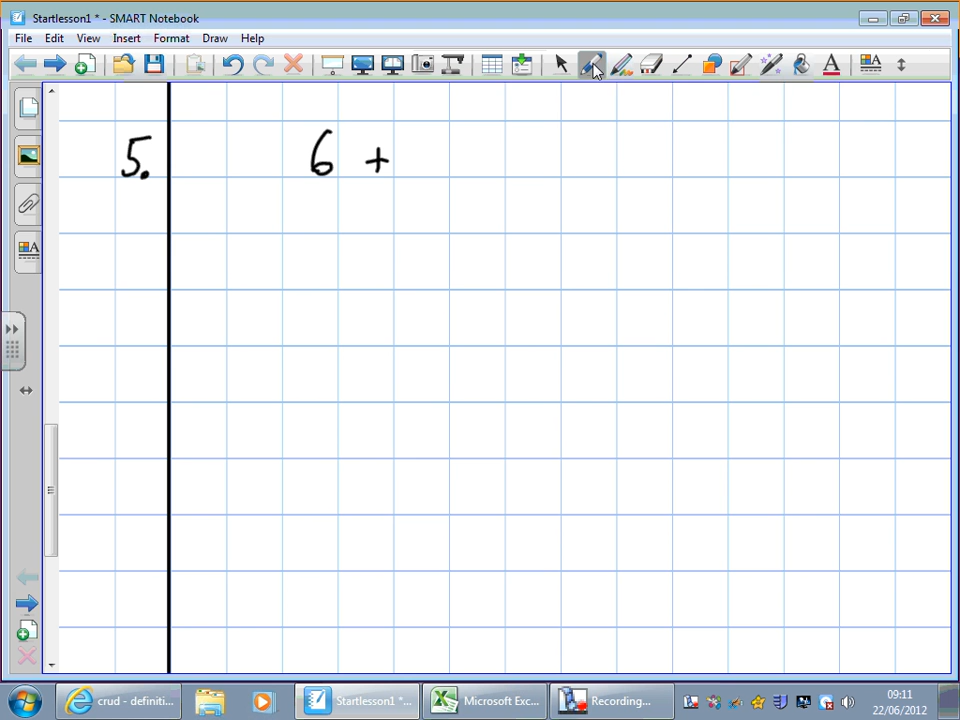 Startlesson1 * - SMART Notebook
File Edit View Insert Format Draw Help
5. 6 +
crud - definiti... Startlesson1 *... Microsoft Exc... Recording...
09:11
22/06/2012